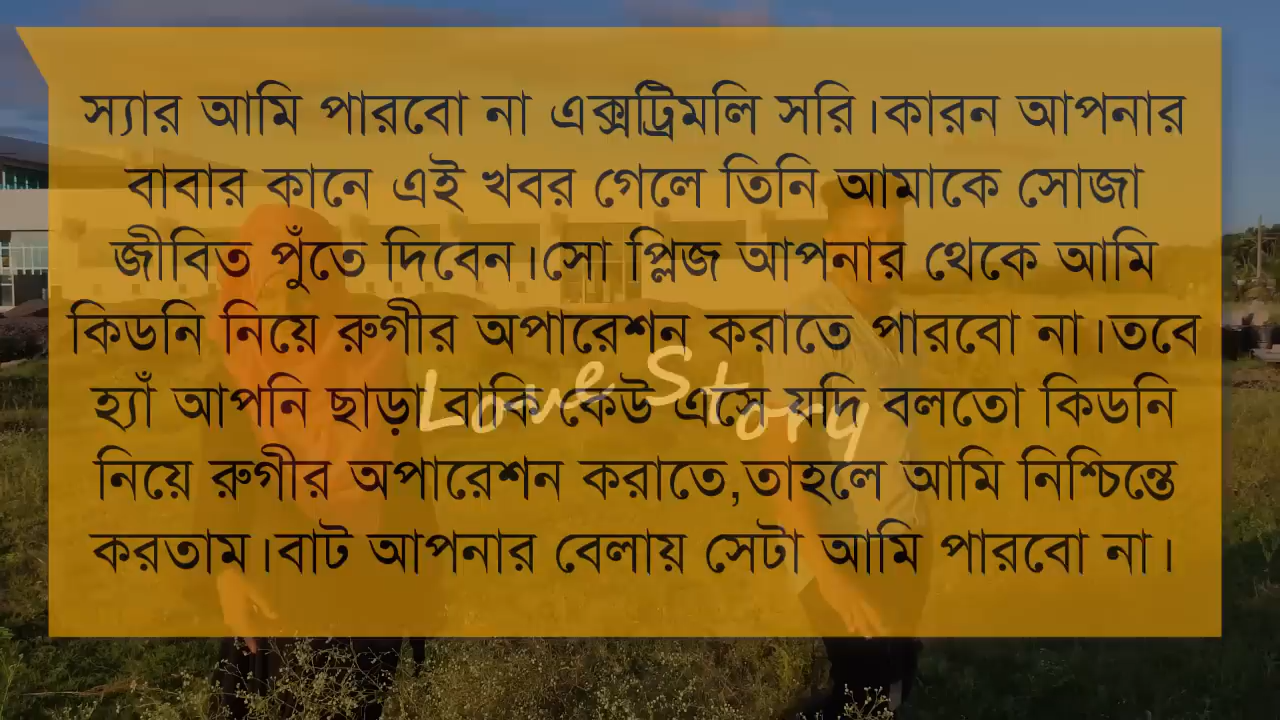 স্যার আমি পারবো না এক্সট্রিমলি সরি।কারন আপনার
বাবার কানে এই খবর গেলে তিনি আমাকে সোজা
জীবিত পুঁতে দিবেন।সো প্লিজ আপনার থেকে আমি
কিডনি নিয়ে রুগীর অপারেশন করাতে পারবো না।তবে
হ্যাঁ আপনি ছাড়া বাকি কেউ এসে যদি বলতো কিডনি
নিয়ে রুগীর অপারেশন করাতে,তাহলে আমি নিশ্চিন্তে
করতাম।বাট আপনার বেলায় সেটা আমি পারবো না।
Love Story